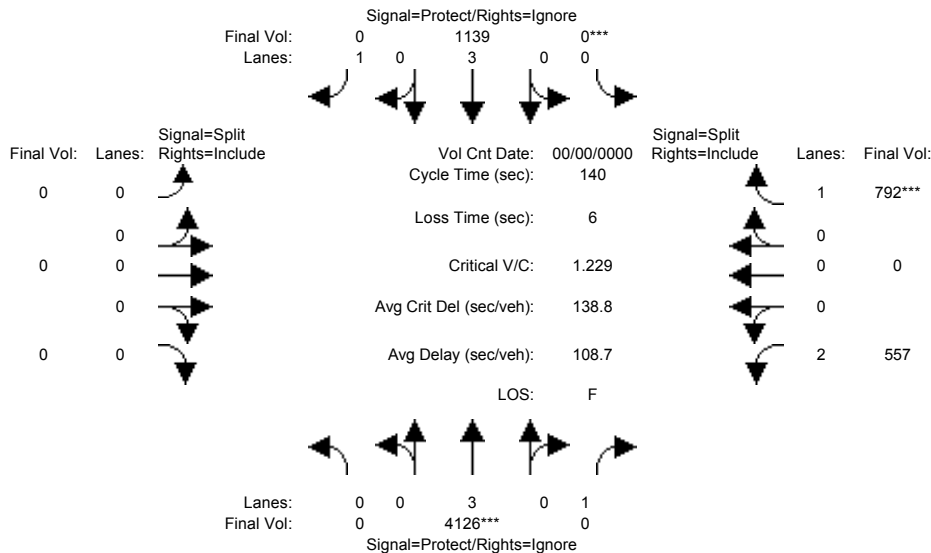 Signal=Protect/Rights=Ignore
Final Vol: 0 1139 0***
Lanes: 1 0 3 0 0
Signal=Split Signal=Split
Final Vol: Lanes: Rights=Include Vol Cnt Date: 00/00/0000 Rights=Include Lanes: Final Vol:
Cycle Time (sec): 140
0 0 1 792***
Loss Time (sec): 6
0 0
0 0 Critical V/C: 1.229 0 0
0 Avg Crit Del (sec/veh): 138.8 0
0 0 Avg Delay (sec/veh): 108.7 2 557
LOS: F
Lanes: 0 0 3 0 1
Final Vol: 0 4126*** 0
Signal=Protect/Rights=Ignore